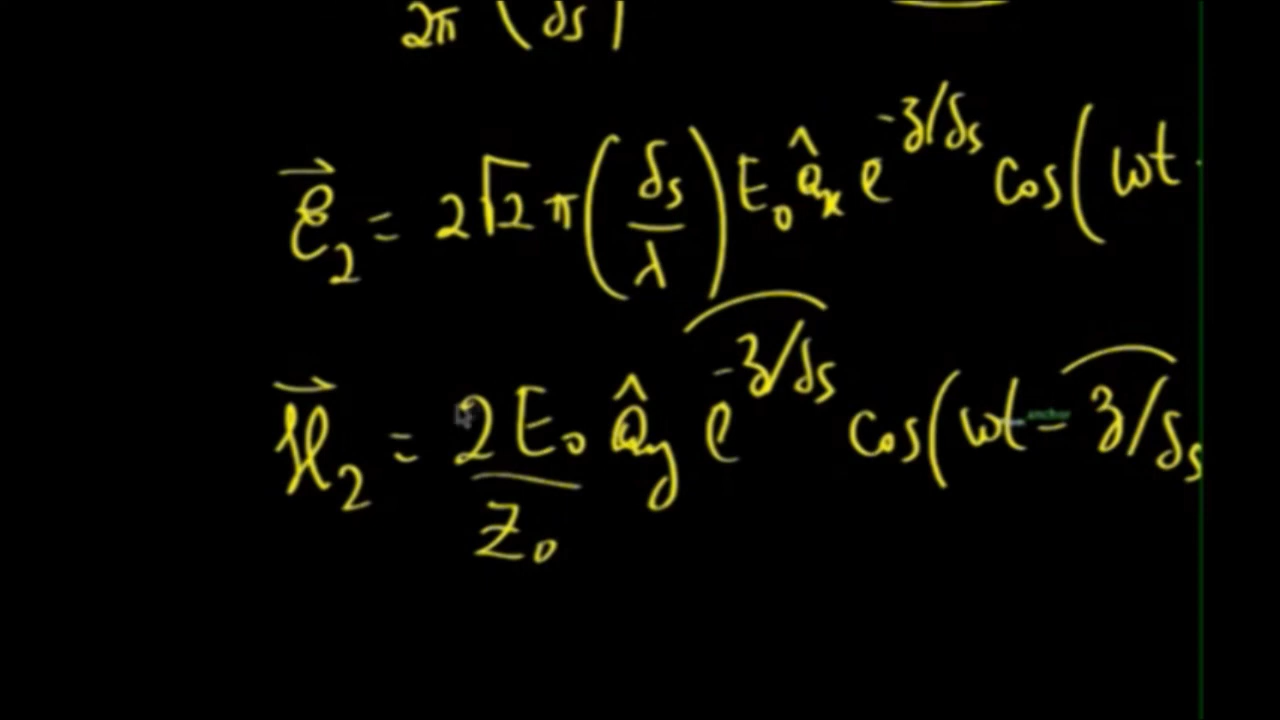 2π (δs)
ℰ⃗₂ = 2√2 π (δs/λ) E₀ âx e^(-z/δs) cos(ωt -
ℋ⃗₂ = 2E₀/Z₀ ây e^(-z/δs) cos(ωt - z/δs
anchor